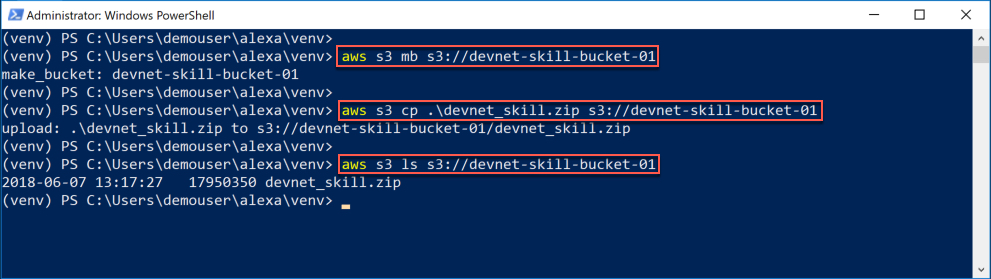 Administrator: Windows PowerShell
(venv) PS C:\Users\demouser\alexa\venv>
(venv) PS C:\Users\demouser\alexa\venv> aws s3 mb s3://devnet-skill-bucket-01
make_bucket: devnet-skill-bucket-01
(venv) PS C:\Users\demouser\alexa\venv>
(venv) PS C:\Users\demouser\alexa\venv> aws s3 cp .\devnet_skill.zip s3://devnet-skill-bucket-01
upload: .\devnet_skill.zip to s3://devnet-skill-bucket-01/devnet_skill.zip
(venv) PS C:\Users\demouser\alexa\venv>
(venv) PS C:\Users\demouser\alexa\venv> aws s3 ls s3://devnet-skill-bucket-01
2018-06-07 13:17:27   17950350 devnet_skill.zip
(venv) PS C:\Users\demouser\alexa\venv>